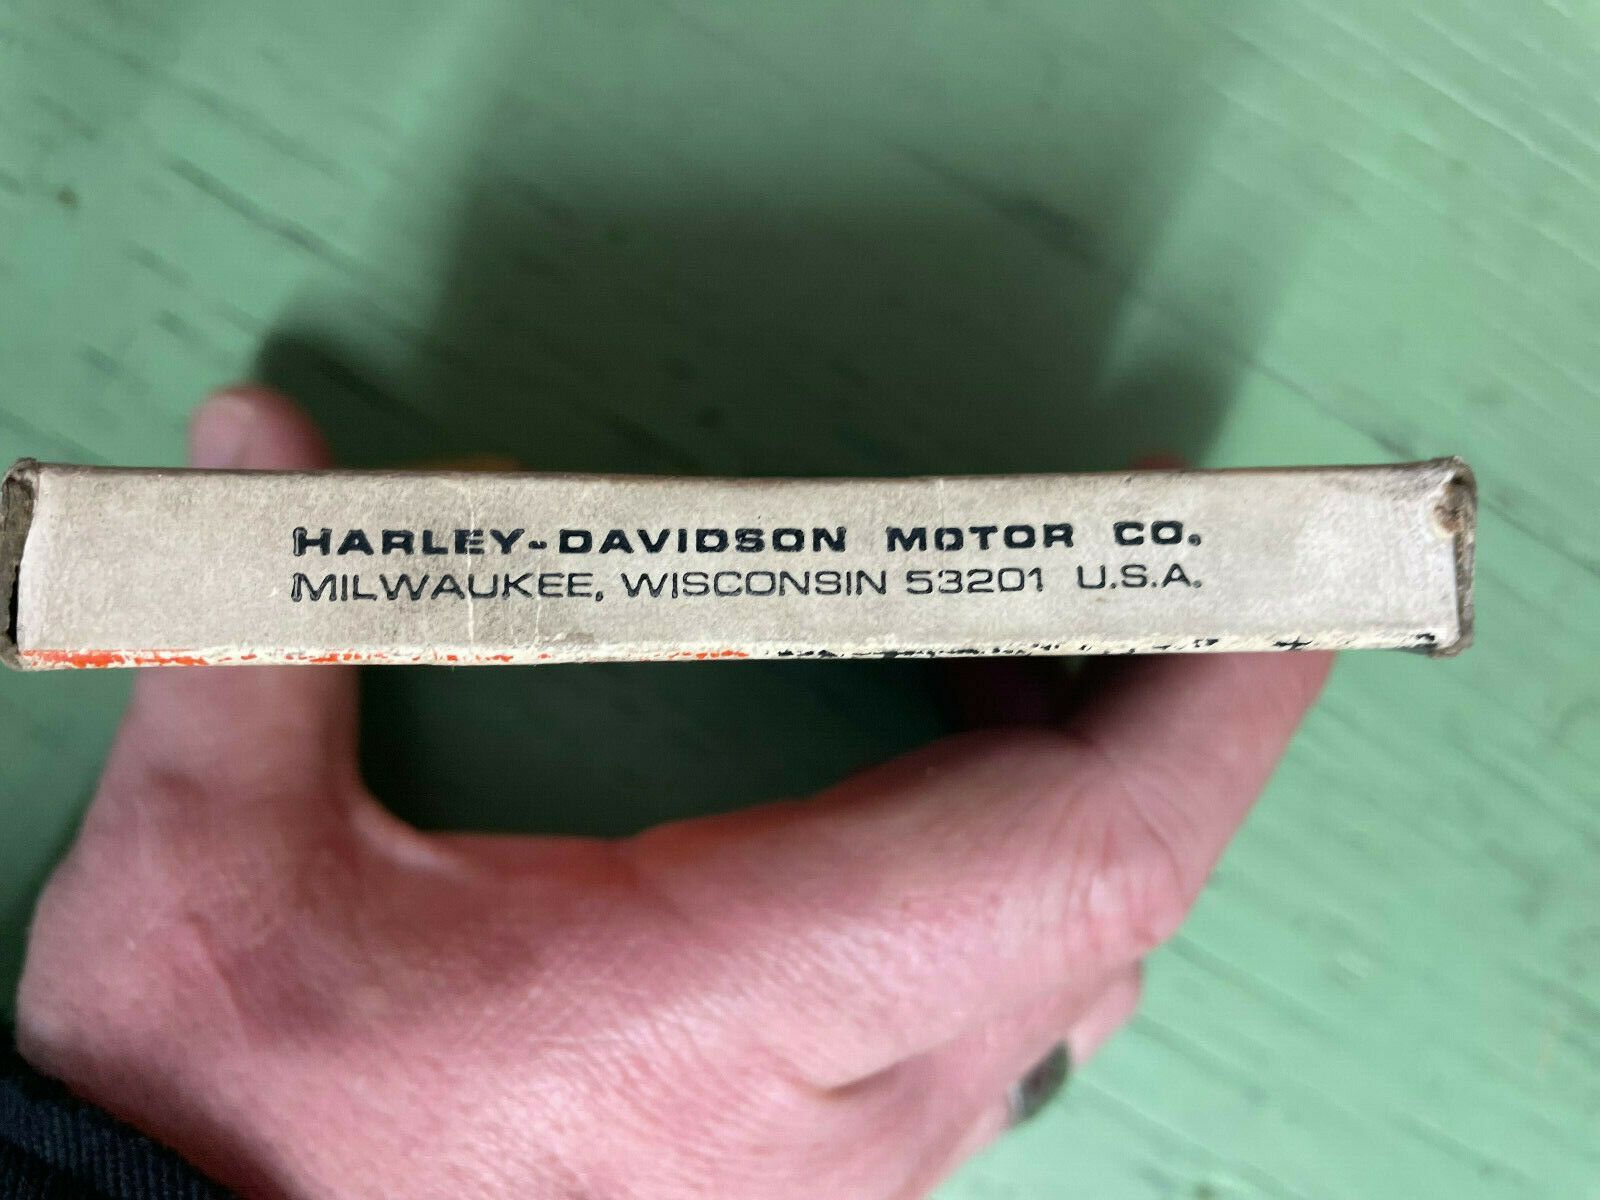 HARLEY-DAVIDSON MOTOR CO.
MILWAUKEE, WISCONSIN 53201 U.S.A.